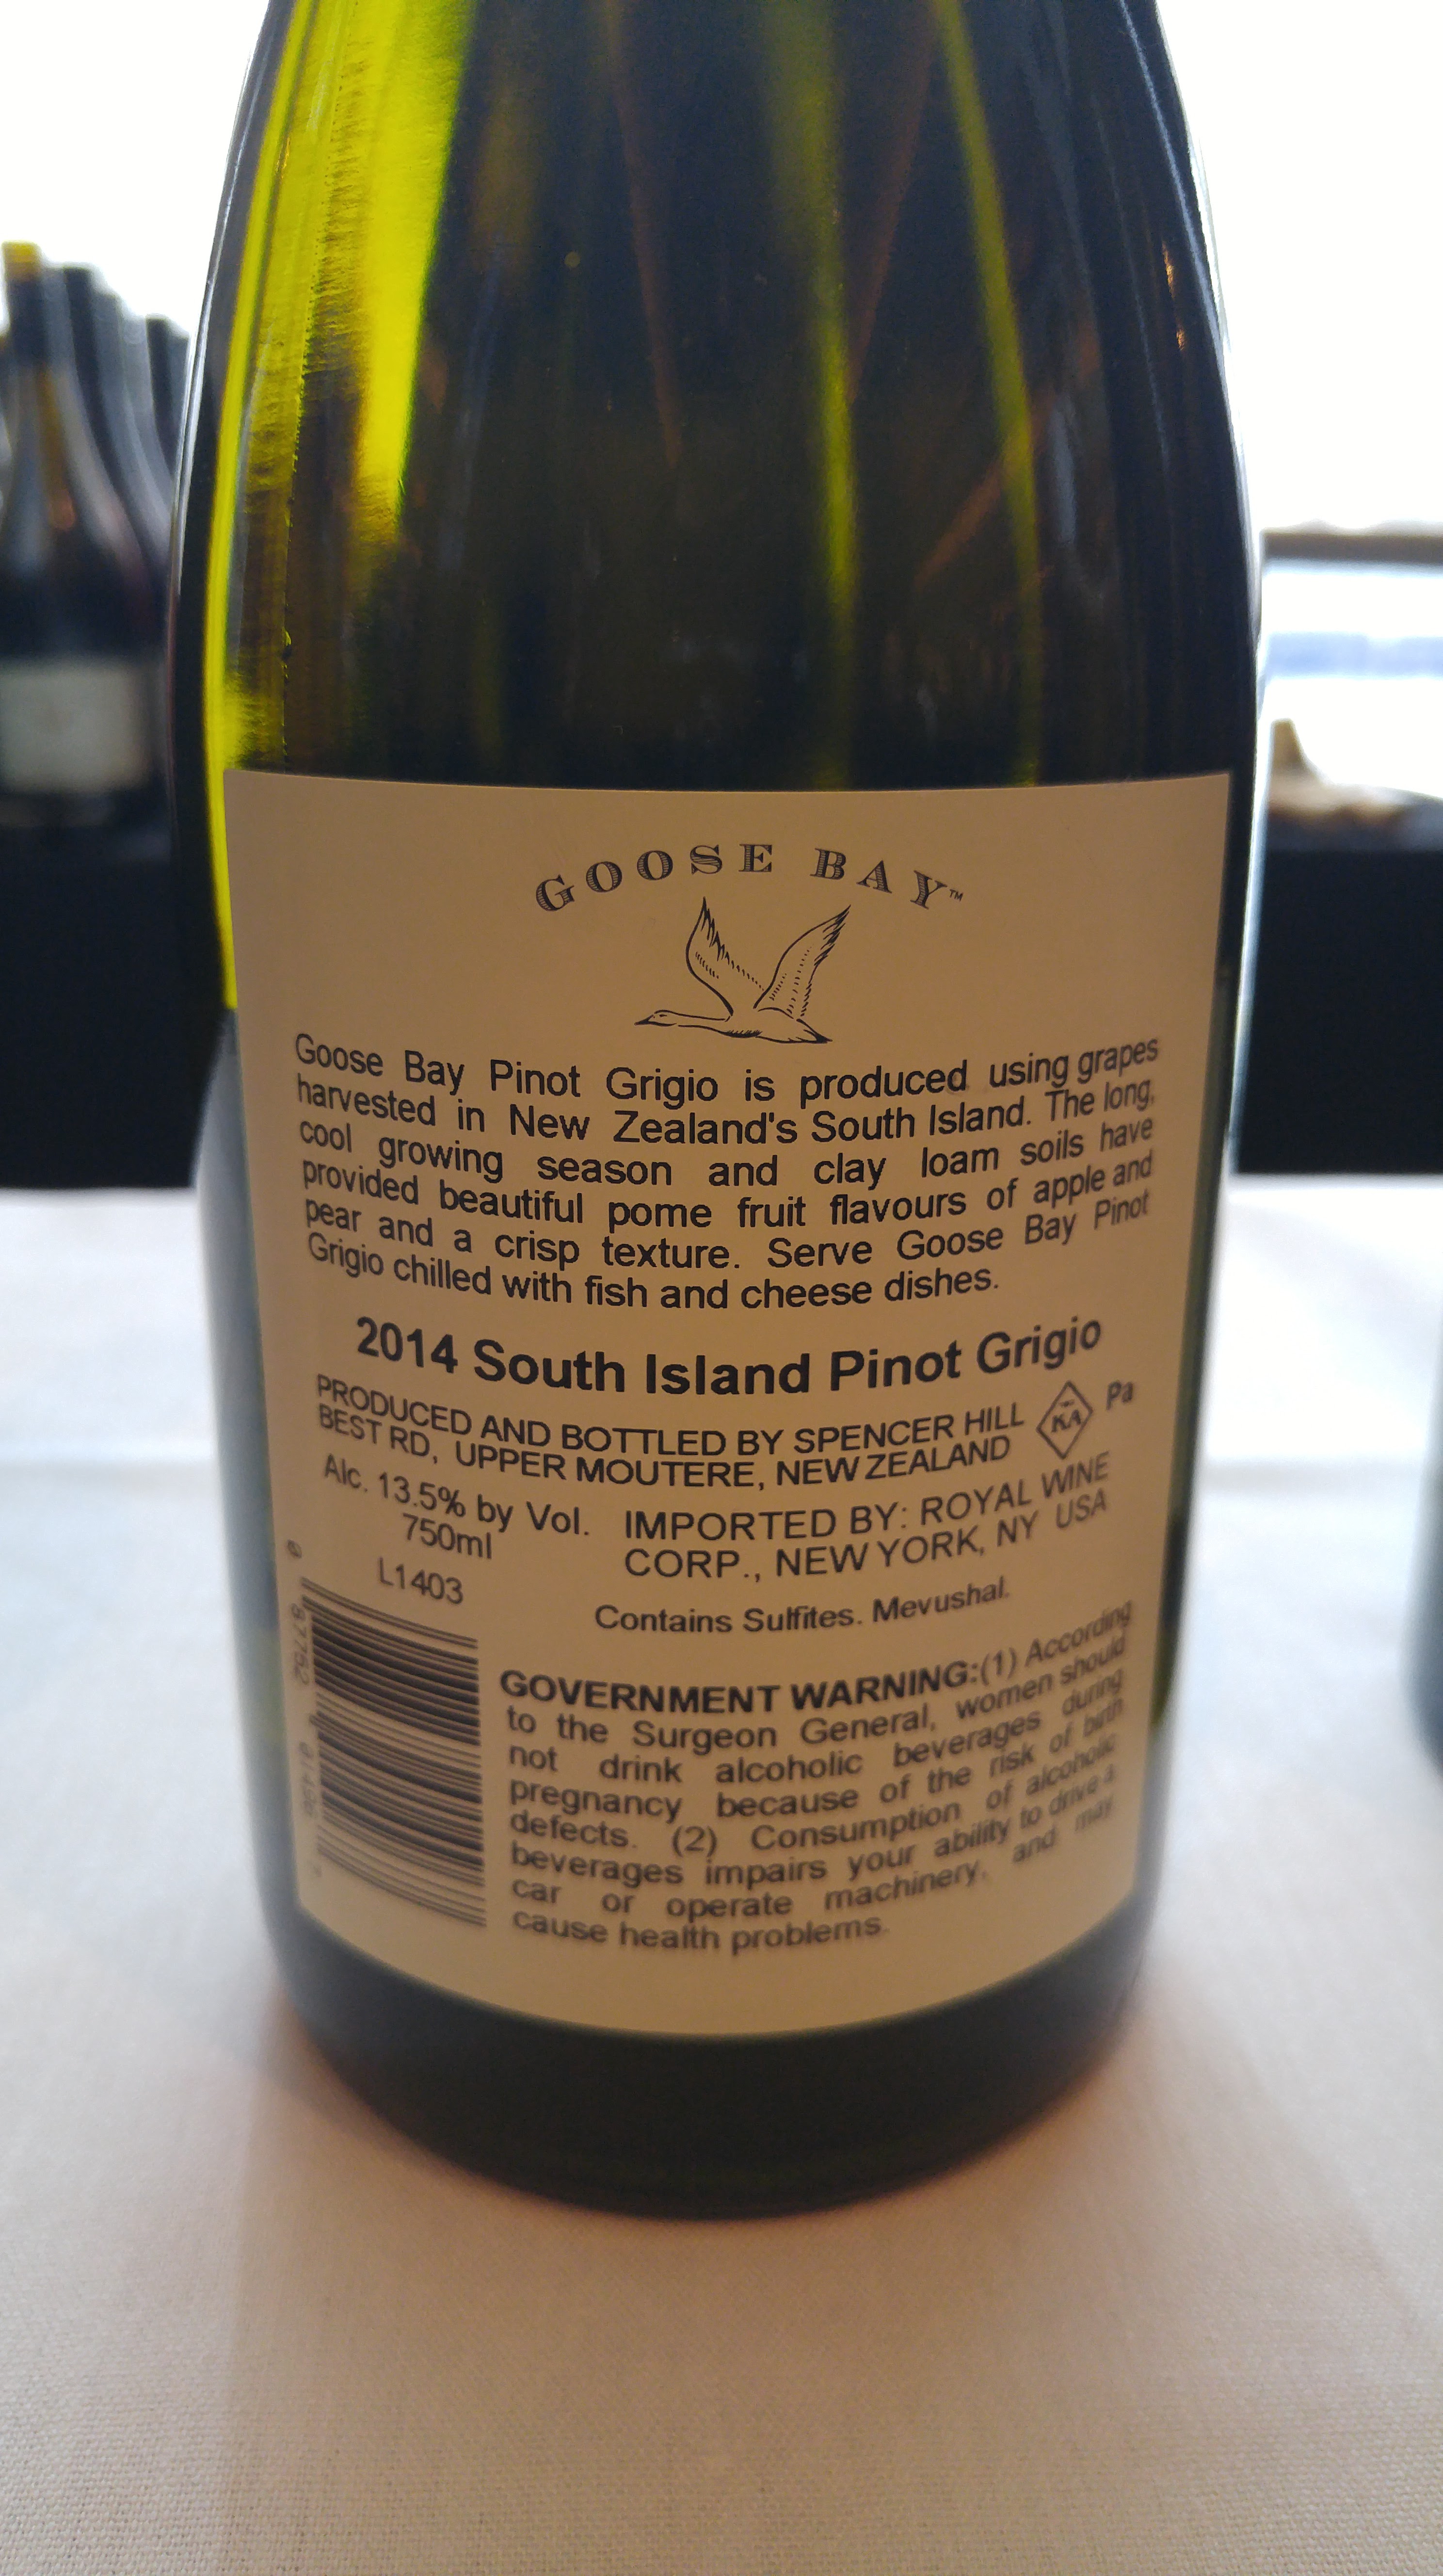 GOOSE BAY™
Goose Bay Pinot Grigio is produced using grapes
harvested in New Zealand's South Island. The long,
cool growing season and clay loam soils have
provided beautiful pome fruit flavours of apple and
pear and a crisp texture. Serve Goose Bay Pinot
Grigio chilled with fish and cheese dishes.
2014 South Island Pinot Grigio
PRODUCED AND BOTTLED BY SPENCER HILL
BEST RD, UPPER MOUTERE, NEW ZEALAND
KA Pa
Alc. 13.5% by Vol.
750ml
L1403
IMPORTED BY: ROYAL WINE
CORP., NEW YORK, NY USA
Contains Sulfites. Mevushal.
GOVERNMENT WARNING:(1) According
to the Surgeon General, women should
not drink alcoholic beverages during
pregnancy because of the risk of birth
defects. (2) Consumption of alcoholic
beverages impairs your ability to drive a
car or operate machinery, and may
cause health problems.